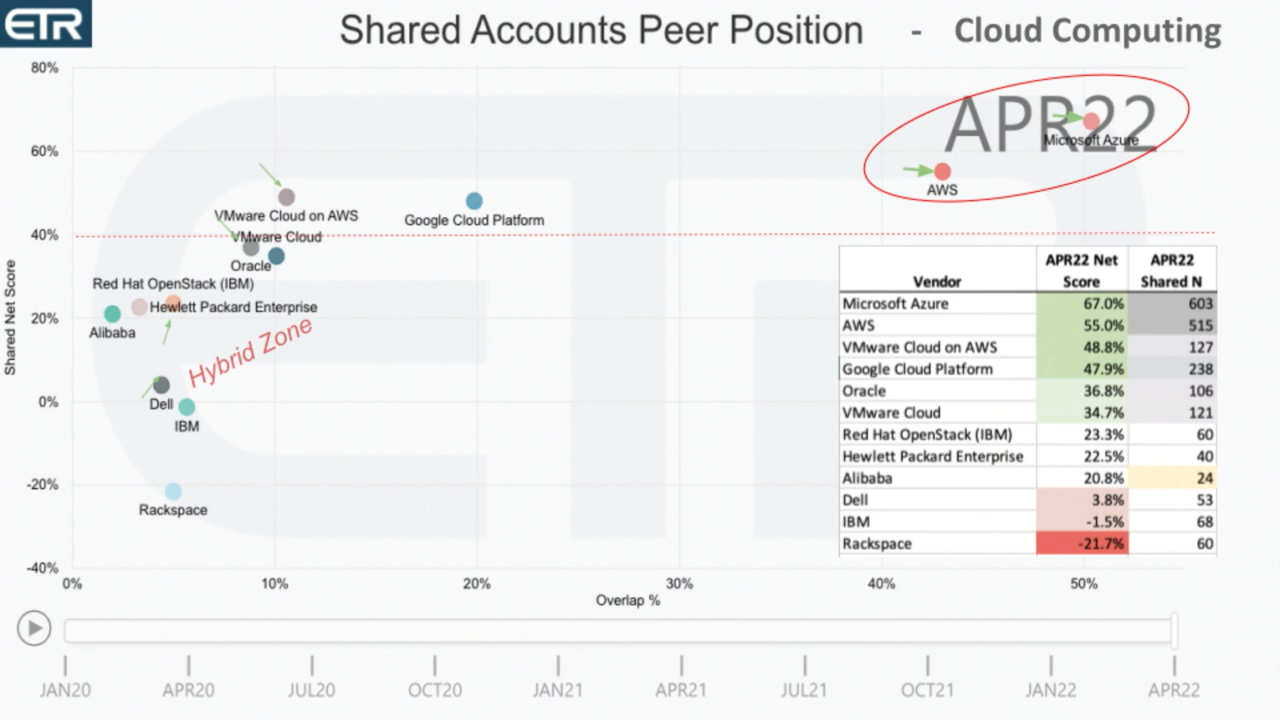 ETR
Shared Accounts Peer Position - Cloud Computing
APR22
80%
60%
40%
20%
0%
-20%
-40%
Shared Net Score
Microsoft Azure
AWS
VMware Cloud on AWS
Google Cloud Platform
VMware Cloud
Oracle
Red Hat OpenStack (IBM)
Hewlett Packard Enterprise
Alibaba
Hybrid Zone
Dell
IBM
Rackspace
Vendor APR22 Net Score APR22 Shared N
Microsoft Azure 67.0% 603
AWS 55.0% 515
VMware Cloud on AWS 48.8% 127
Google Cloud Platform 47.9% 238
Oracle 36.8% 106
VMware Cloud 34.7% 121
Red Hat OpenStack (IBM) 23.3% 60
Hewlett Packard Enterprise 22.5% 40
Alibaba 20.8% 24
Dell 3.8% 53
IBM -1.5% 68
Rackspace -21.7% 60
0% 10% 20% 30% 40% 50%
Overlap %
JAN20 APR20 JUL20 OCT20 JAN21 APR21 JUL21 OCT21 JAN22 APR22